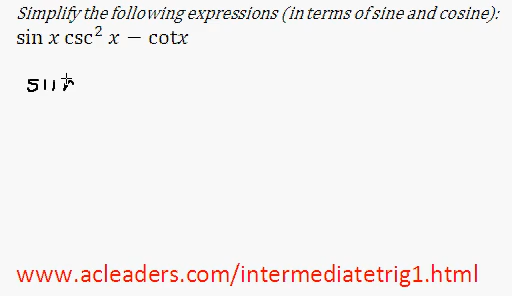 Simplify the following expressions (in terms of sine and cosine):
sin x csc² x − cotx
www.acleaders.com/intermediatetrig1.html